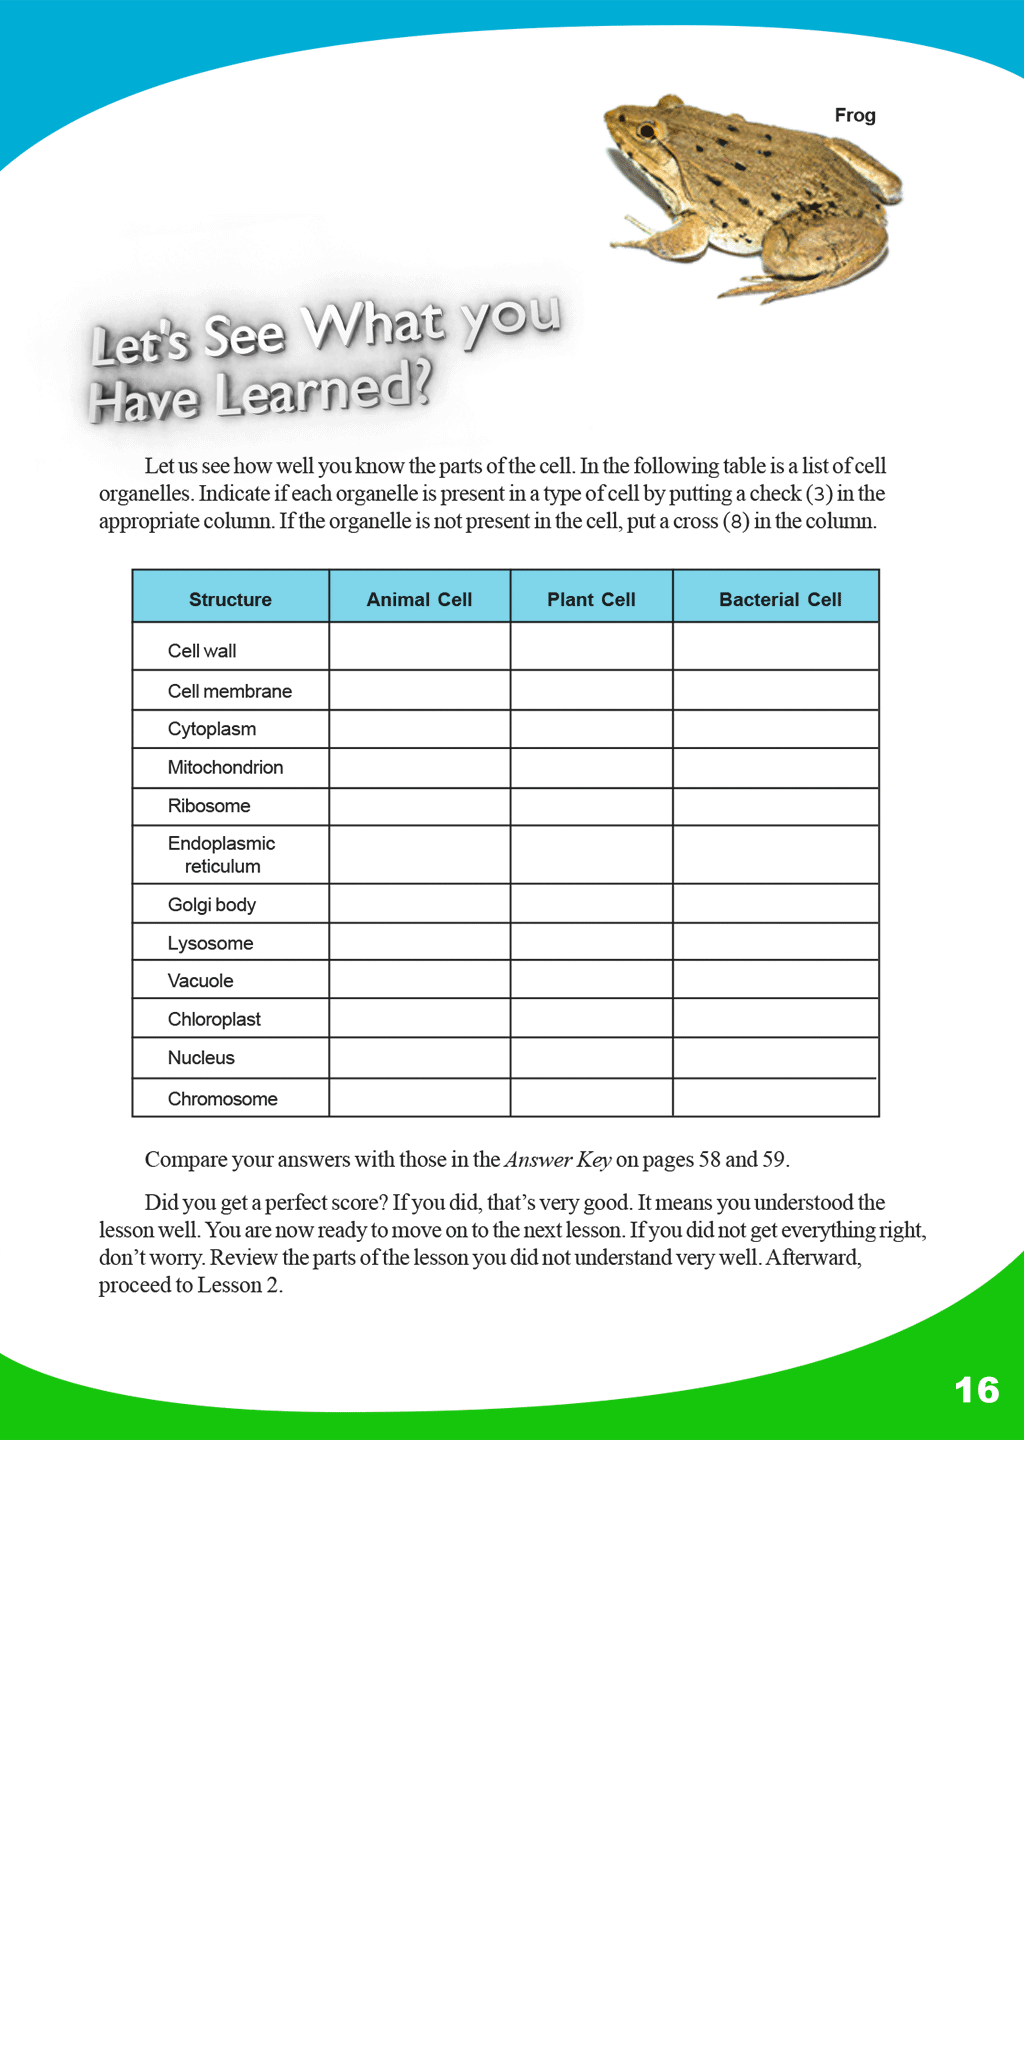 Frog
Let's See What you
Have Learned?
Let us see how well you know the parts of the cell. In the following table is a list of cell
organelles. Indicate if each organelle is present in a type of cell by putting a check (3) in the
appropriate column. If the organelle is not present in the cell, put a cross (8) in the column.
Structure Animal Cell Plant Cell Bacterial Cell
Cell wall
Cell membrane
Cytoplasm
Mitochondrion
Ribosome
Endoplasmic
reticulum
Golgi body
Lysosome
Vacuole
Chloroplast
Nucleus
Chromosome
Compare your answers with those in the Answer Key on pages 58 and 59.
Did you get a perfect score? If you did, that’s very good. It means you understood the
lesson well. You are now ready to move on to the next lesson. If you did not get everything right,
don’t worry. Review the parts of the lesson you did not understand very well. Afterward,
proceed to Lesson 2.
16